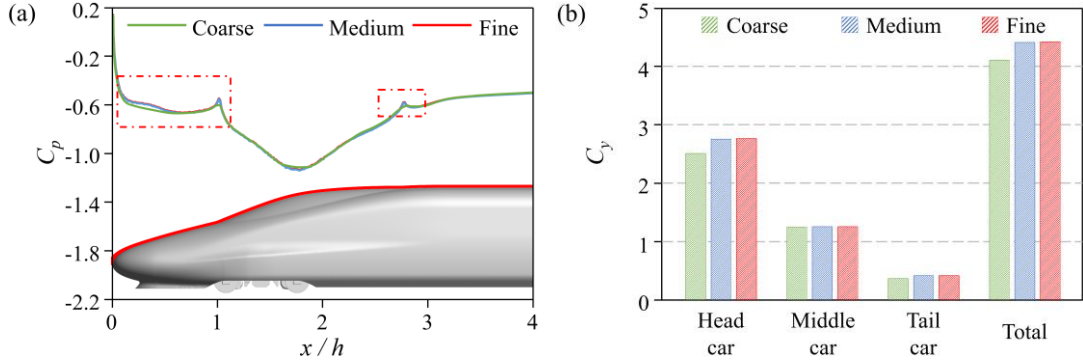 (a)
0.2
-0.2
-0.6
-1.0
-1.4
-1.8
-2.2
C_p
Coarse Medium Fine
0 1 2 3 4
x / h
(b)
5
4
3
2
1
0
C_y
Coarse Medium Fine
Head car
Middle car
Tail car
Total